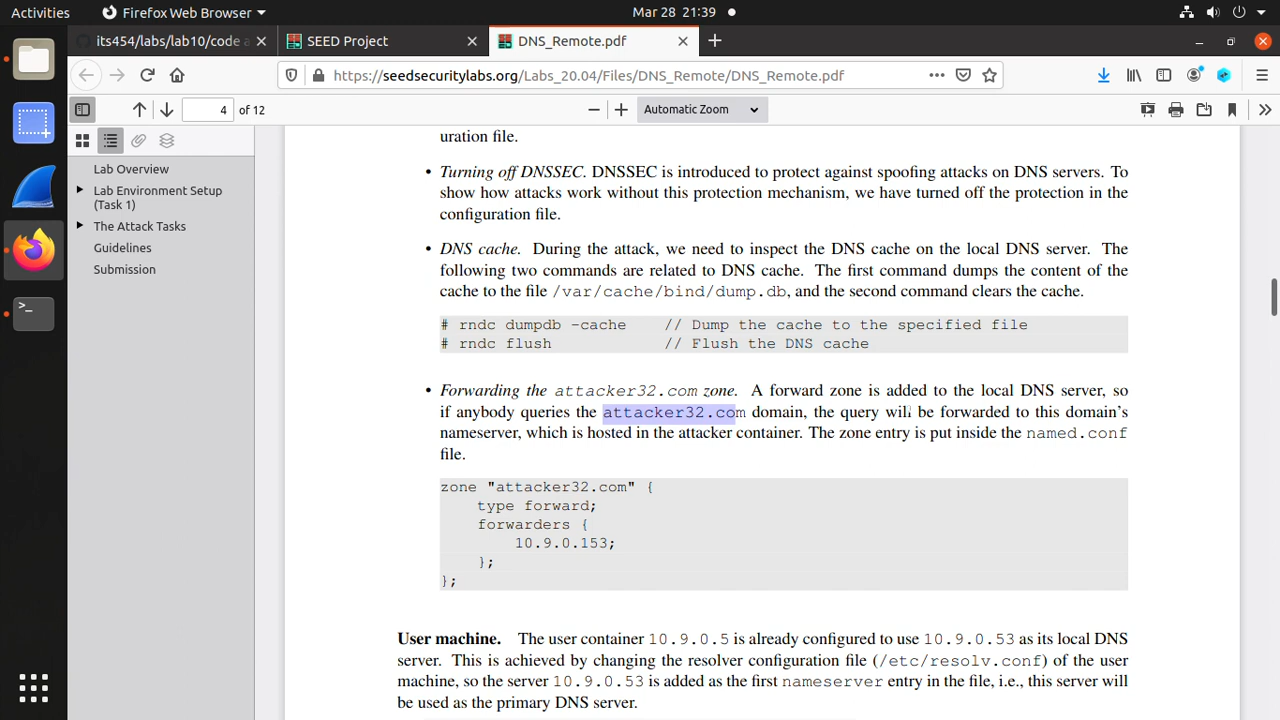 Activities
Firefox Web Browser
Mar 28 21:39
its454/labs/lab10/code a
SEED Project
DNS_Remote.pdf
https://seedsecuritylabs.org/Labs_20.04/Files/DNS_Remote/DNS_Remote.pdf
4
of 12
Automatic Zoom
Lab Overview
Lab Environment Setup
(Task 1)
The Attack Tasks
Guidelines
Submission
uration file.
• Turning off DNSSEC. DNSSEC is introduced to protect against spoofing attacks on DNS servers. To
show how attacks work without this protection mechanism, we have turned off the protection in the
configuration file.
• DNS cache. During the attack, we need to inspect the DNS cache on the local DNS server. The
following two commands are related to DNS cache. The first command dumps the content of the
cache to the file /var/cache/bind/dump.db, and the second command clears the cache.
# rndc dumpdb -cache // Dump the cache to the specified file
# rndc flush // Flush the DNS cache
• Forwarding the attacker32.com zone. A forward zone is added to the local DNS server, so
if anybody queries the attacker32.com domain, the query will be forwarded to this domain's
nameserver, which is hosted in the attacker container. The zone entry is put inside the named.conf
file.
zone "attacker32.com" {
type forward;
forwarders {
10.9.0.153;
};
};
User machine. The user container 10.9.0.5 is already configured to use 10.9.0.53 as its local DNS
server. This is achieved by changing the resolver configuration file (/etc/resolv.conf) of the user
machine, so the server 10.9.0.53 is added as the first nameserver entry in the file, i.e., this server will
be used as the primary DNS server.